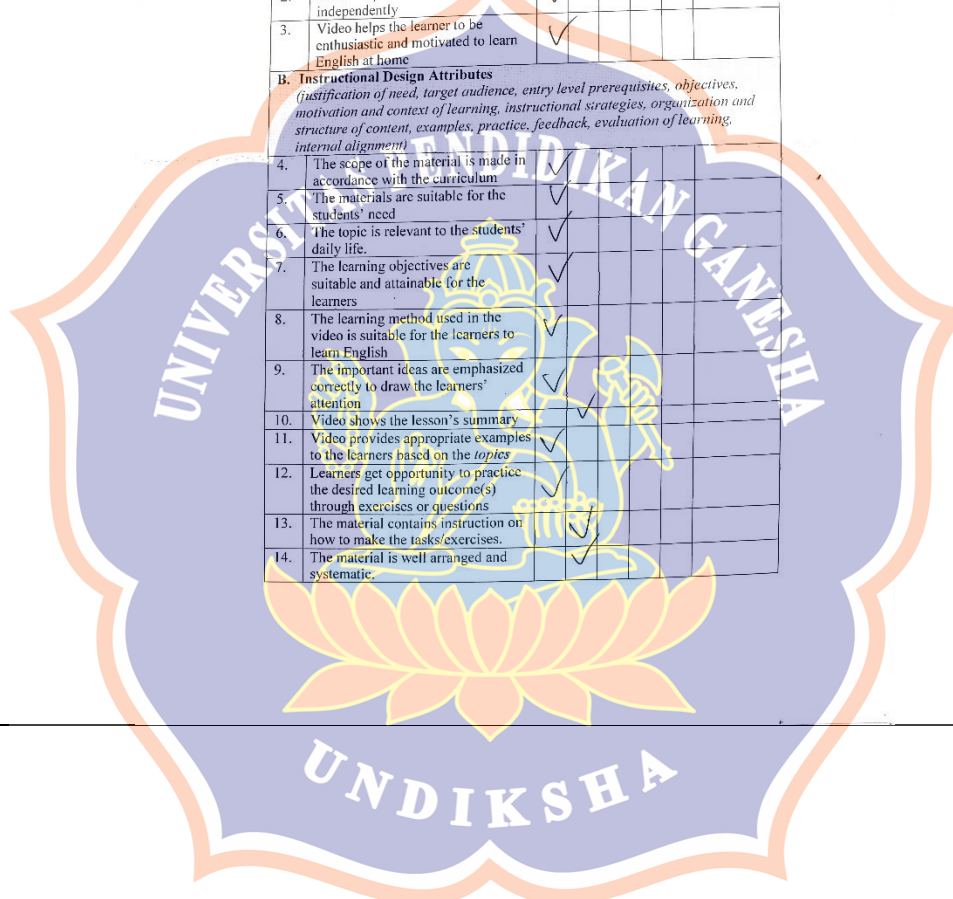 independently
3. Video helps the learner to be ✓
enthusiastic and motivated to learn
English at home
B. Instructional Design Attributes
(justification of need, target audience, entry level prerequisites, objectives,
motivation and context of learning, instructional strategies, organization and
structure of content, examples, practice, feedback, evaluation of learning,
internal alignment)
4. The scope of the material is made in ✓
accordance with the curriculum
5. The materials are suitable for the ✓
students' need
6. The topic is relevant to the students' ✓
daily life.
7. The learning objectives are ✓
suitable and attainable for the
learners
8. The learning method used in the ✓
video is suitable for the learners to
learn English
9. The important ideas are emphasized ✓
correctly to draw the learners'
attention
10. Video shows the lesson's summary ✓
11. Video provides appropriate examples ✓
to the learners based on the topics
12. Learners get opportunity to practice ✓
the desired learning outcome(s)
through exercises or questions
13. The material contains instruction on ✓
how to make the tasks/exercises.
14. The material is well arranged and ✓
systematic.
UNIVERSITAS PENDIDIKAN GANESHA
UNDIKSHA